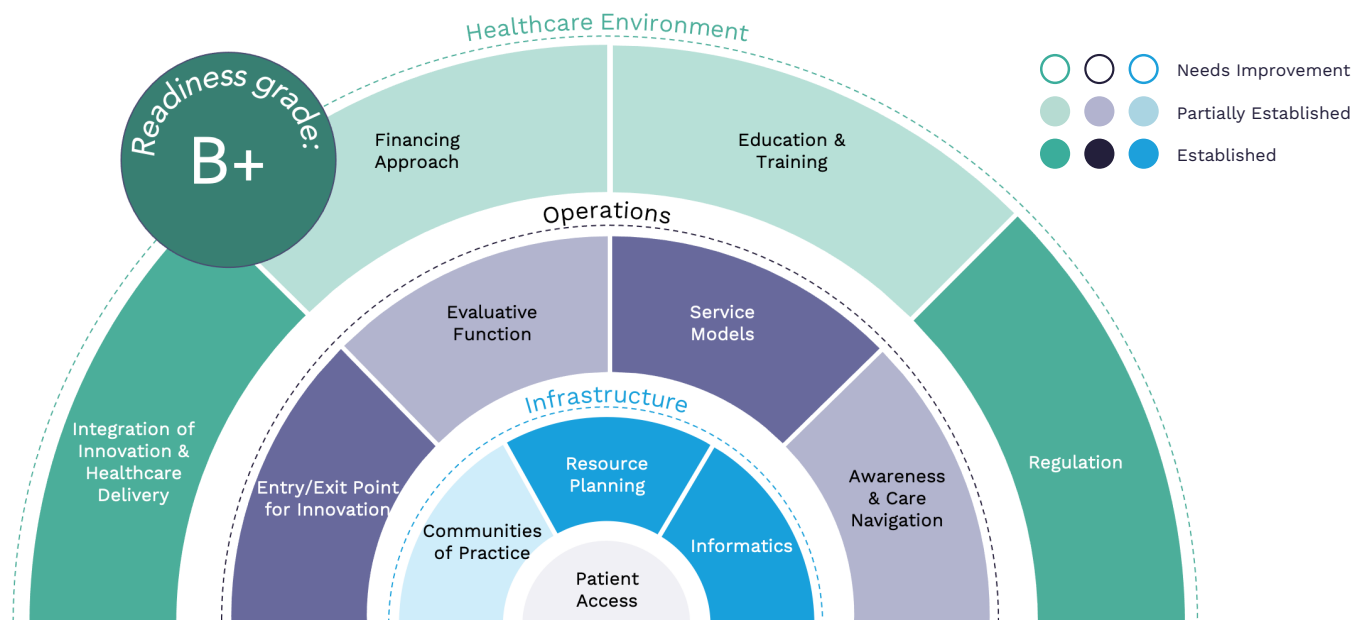 Healthcare Environment
Readiness grade:
B+
Financing
Approach
Education &
Training
Needs Improvement
Partially Established
Established
Operations
Evaluative
Function
Service
Models
Infrastructure
Integration of
Innovation &
Healthcare
Delivery
Entry/Exit Point
for Innovation
Communities
of Practice
Resource
Planning
Informatics
Awareness
& Care
Navigation
Regulation
Patient
Access